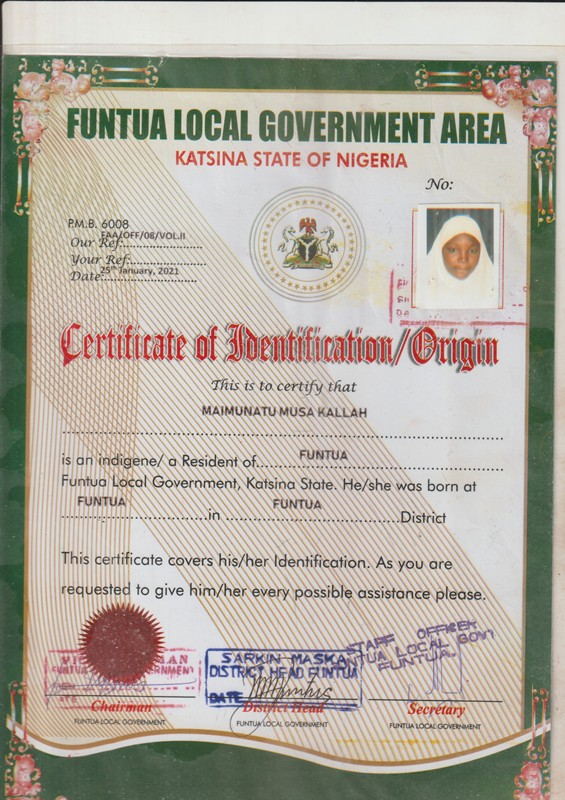 FUNTUA LOCAL GOVERNMENT AREA
KATSINA STATE OF NIGERIA
No:
P.M.B. 6008
Our Ref: FAA/OFF/08/VOL.II
Your Ref:
Date: 25th January, 2021
Certificate of Identification/Origin
This is to certify that
MAIMUNATU MUSA KALLAH
is an indigene/ a Resident of FUNTUA
Funtua Local Government, Katsina State. He/she was born at
FUNTUA in FUNTUA District
This certificate covers his/her Identification. As you are
requested to give him/her every possible assistance please.
SARKIN MASKA
DISTRICT HEAD FUNTUA
DATE
STAFF OFFICER
FUNTUA LOCAL GOVT
FUNTUA.
Chairman
FUNTUA LOCAL GOVERNMENT
District Head
FUNTUA LOCAL GOVERNMENT
Secretary
FUNTUA LOCAL GOVERNMENT